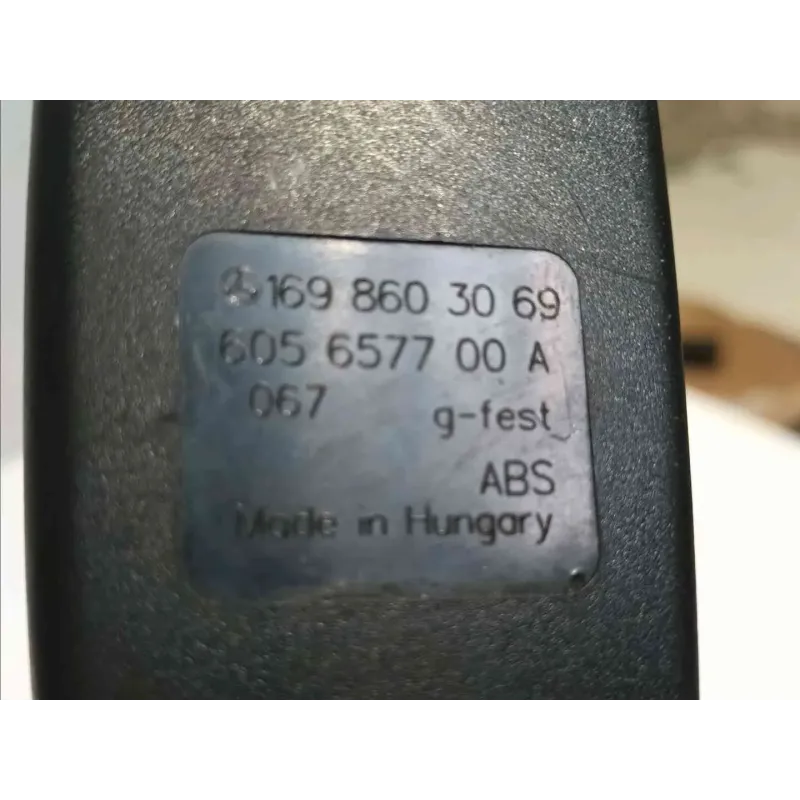 169 860 30 69
605 6577 00 A
067 g-fest
ABS
Made in Hungary